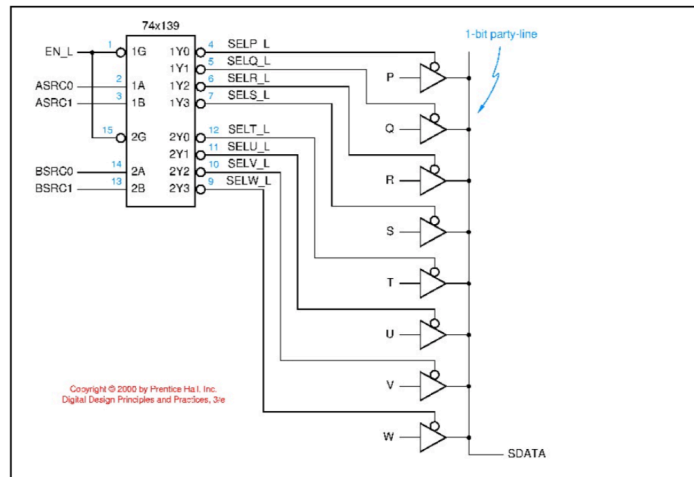 74x139
1-bit party-line
EN_L 1 1G 1Y0 4 SELP_L
1Y1 5 SELQ_L
ASRC0 2 1A 1Y2 6 SELR_L
ASRC1 3 1B 1Y3 7 SELS_L
P
Q
15 2G 2Y0 12 SELT_L
2Y1 11 SELU_L
BSRC0 14 2A 2Y2 10 SELV_L
BSRC1 13 2B 2Y3 9 SELW_L
R
S
T
U
V
W
Copyright © 2000 by Prentice Hall, Inc.
Digital Design Principles and Practices, 3/e
SDATA